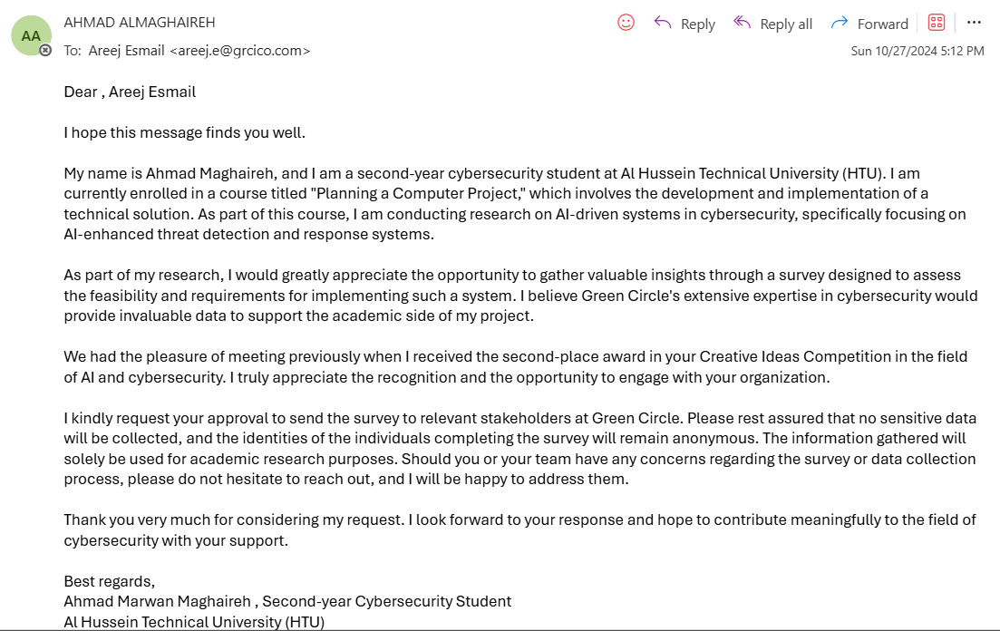 AA
AHMAD ALMAGHAIREH
Reply
Reply all
Forward
To: Areej Esmail <areej.e@grcico.com>
Sun 10/27/2024 5:12 PM
Dear , Areej Esmail
I hope this message finds you well.
My name is Ahmad Maghaireh, and I am a second-year cybersecurity student at Al Hussein Technical University (HTU). I am
currently enrolled in a course titled "Planning a Computer Project," which involves the development and implementation of a
technical solution. As part of this course, I am conducting research on AI-driven systems in cybersecurity, specifically focusing on
AI-enhanced threat detection and response systems.
As part of my research, I would greatly appreciate the opportunity to gather valuable insights through a survey designed to assess
the feasibility and requirements for implementing such a system. I believe Green Circle's extensive expertise in cybersecurity would
provide invaluable data to support the academic side of my project.
We had the pleasure of meeting previously when I received the second-place award in your Creative Ideas Competition in the field
of AI and cybersecurity. I truly appreciate the recognition and the opportunity to engage with your organization.
I kindly request your approval to send the survey to relevant stakeholders at Green Circle. Please rest assured that no sensitive data
will be collected, and the identities of the individuals completing the survey will remain anonymous. The information gathered will
solely be used for academic research purposes. Should you or your team have any concerns regarding the survey or data collection
process, please do not hesitate to reach out, and I will be happy to address them.
Thank you very much for considering my request. I look forward to your response and hope to contribute meaningfully to the field of
cybersecurity with your support.
Best regards,
Ahmad Marwan Maghaireh , Second-year Cybersecurity Student
Al Hussein Technical University (HTU)